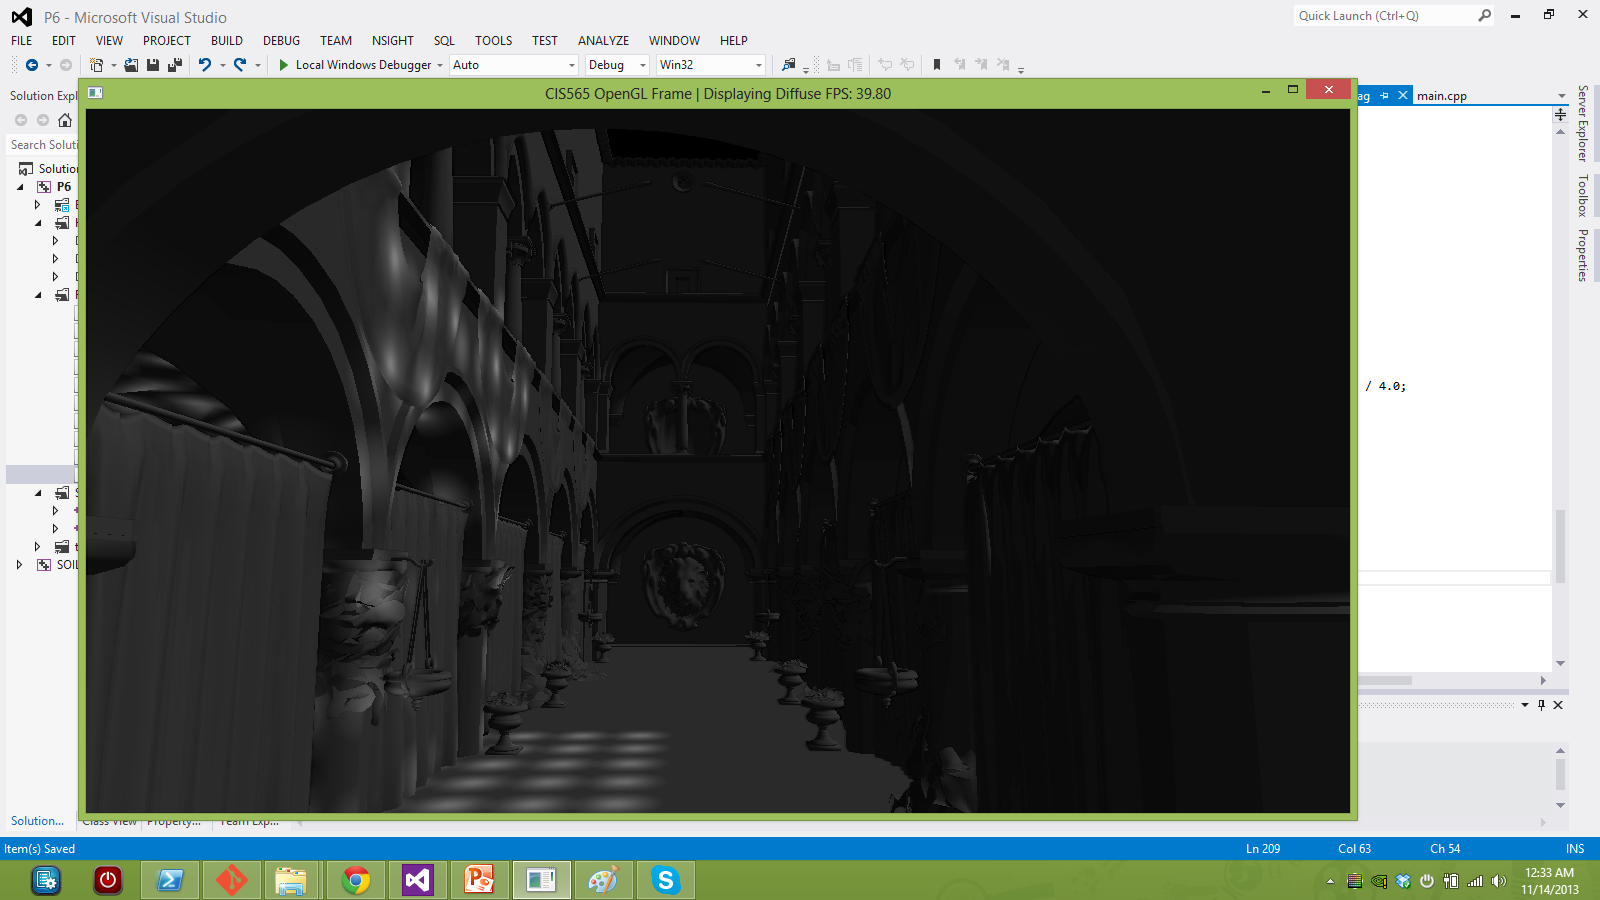 P6 - Microsoft Visual Studio
Quick Launch (Ctrl+Q)
FILE EDIT VIEW PROJECT BUILD DEBUG TEAM NSIGHT SQL TOOLS TEST ANALYZE WINDOW HELP
Local Windows Debugger Auto Debug Win32
Solution Expl
CIS565 OpenGL Frame | Displaying Diffuse FPS: 39.80
ag main.cpp
Search Soluti
Solution
P6
SOIL
/ 4.0;
Server Explorer
Toolbox
Properties
Solution... Class View Property... Team Exp...
Item(s) Saved
Ln 209 Col 63 Ch 54 INS
12:33 AM
11/14/2013